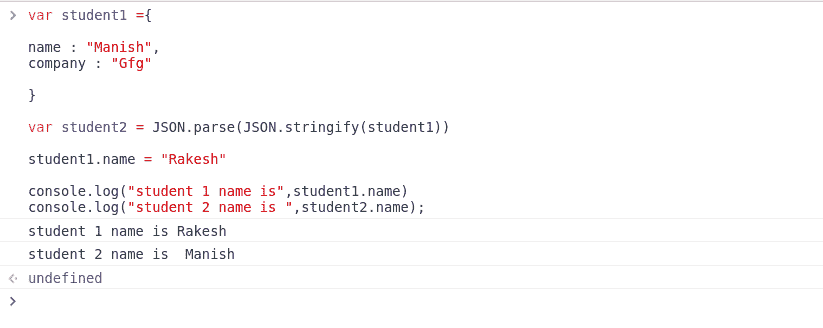 var student1 ={
name : "Manish",
company : "Gfg"
}
var student2 = JSON.parse(JSON.stringify(student1))
student1.name = "Rakesh"
console.log("student 1 name is",student1.name)
console.log("student 2 name is ",student2.name);
student 1 name is Rakesh
student 2 name is  Manish
undefined